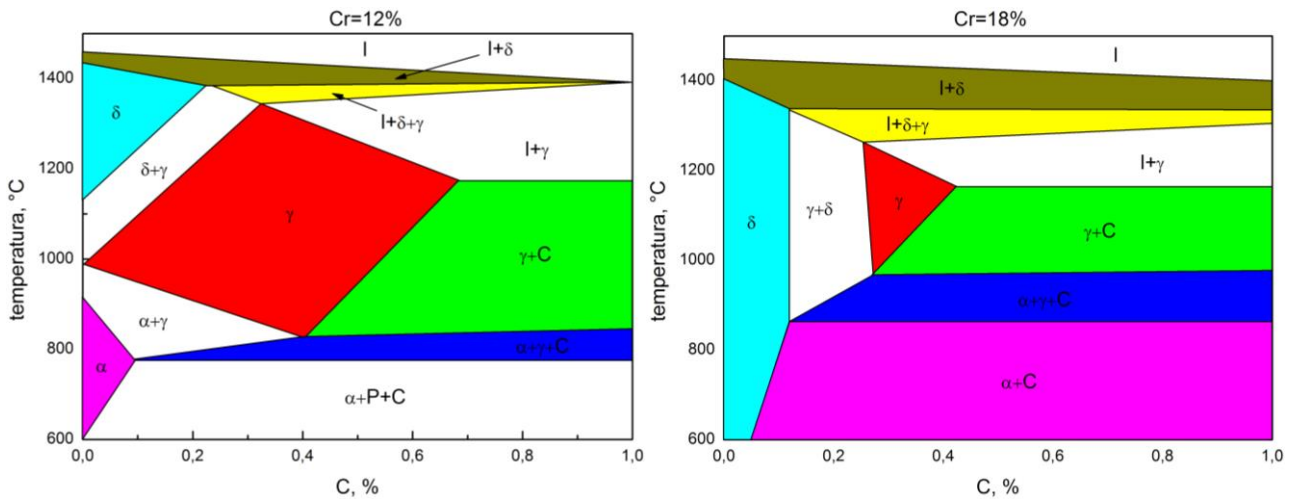 Cr=12%
l
l+δ
1400
δ
l+δ+γ
l+γ
1200
δ+γ
γ
γ+C
1000
α+γ
800
α
α+γ+C
α+P+C
600
0,0 0,2 0,4 0,6 0,8 1,0
C, %
temperatura, °C
Cr=18%
l
1400
l+δ
l+δ+γ
1200
l+γ
γ
δ
γ+δ
γ+C
1000
α+γ+C
800
α+C
600
0,0 0,2 0,4 0,6 0,8 1,0
C, %
temperatura, °C